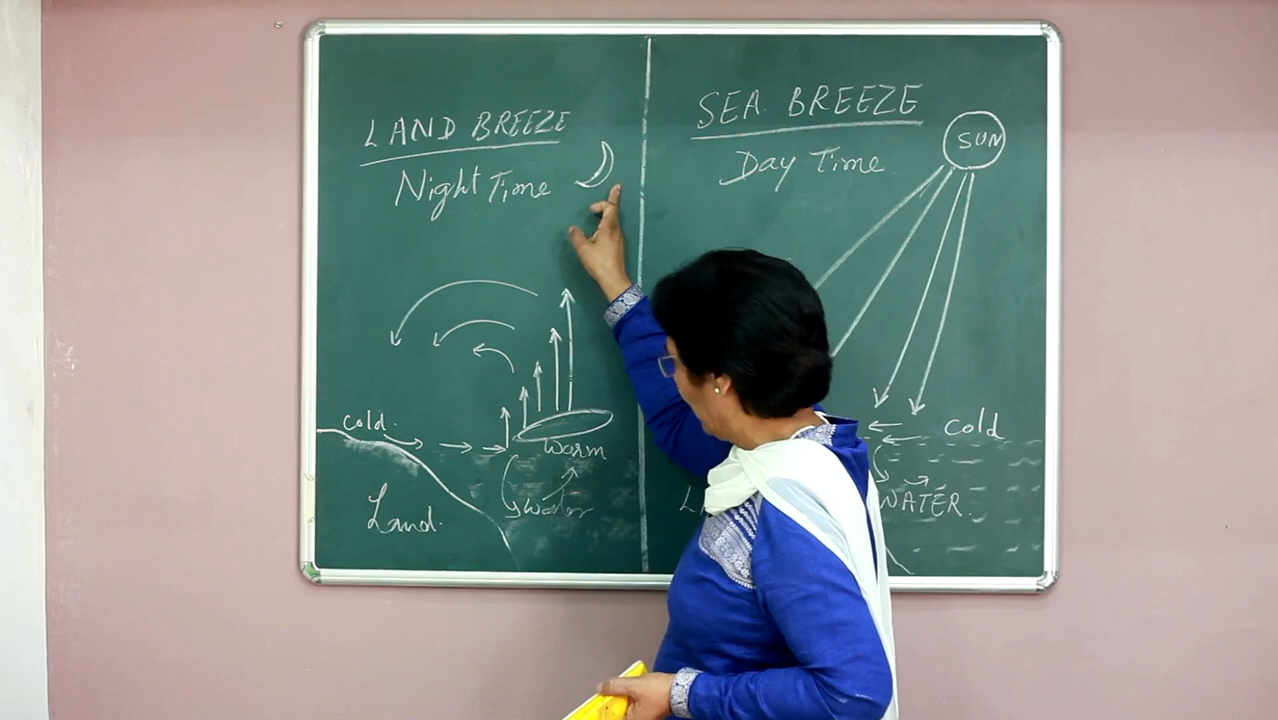 LAND BREEZE
Night Time
cold.
warm
water
Land.
SEA. BREEZE
SUN
Day Time
cold
WATER.